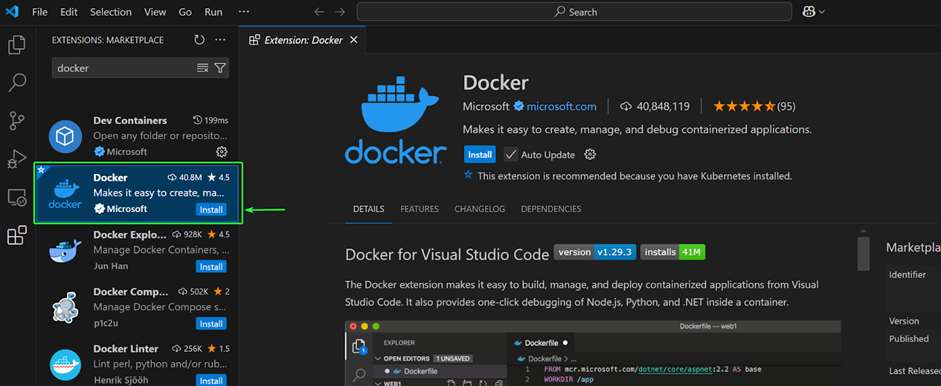 File Edit Selection View Go Run ···
Search
EXTENSIONS: MARKETPLACE
docker
Dev Containers 199ms
Open any folder or reposito...
Microsoft
Docker 40.8M 4.5
Makes it easy to create, ma...
Microsoft Install
Docker Explo... 928K 4.5
Manage Docker Containers, ...
Jun Han Install
Docker Comp... 502K 2
Manage Docker Compose s...
p1c2u Install
Docker Linter 256K 1.5
Lint perl, python and/or rub...
Henrik Sjööh Install
Extension: Docker
docker
Docker
Microsoft microsoft.com 40,848,119 (95)
Makes it easy to create, manage, and debug containerized applications.
Install Auto Update
This extension is recommended because you have Kubernetes installed.
DETAILS FEATURES CHANGELOG DEPENDENCIES
Docker for Visual Studio Code version v1.29.3 installs 41M
The Docker extension makes it easy to build, manage, and deploy containerized applications from Visual
Studio Code. It also provides one-click debugging of Node.js, Python, and .NET inside a container.
Dockerfile — web1
EXPLORER
OPEN EDITORS 1 UNSAVED
Dockerfile
WEB1
1
Dockerfile
Dockerfile > ...
1 FROM mcr.microsoft.com/dotnet/core/aspnet:2.2 AS base
2 WORKDIR /app
Marketpla
Identifier
Version
Published
Last Released